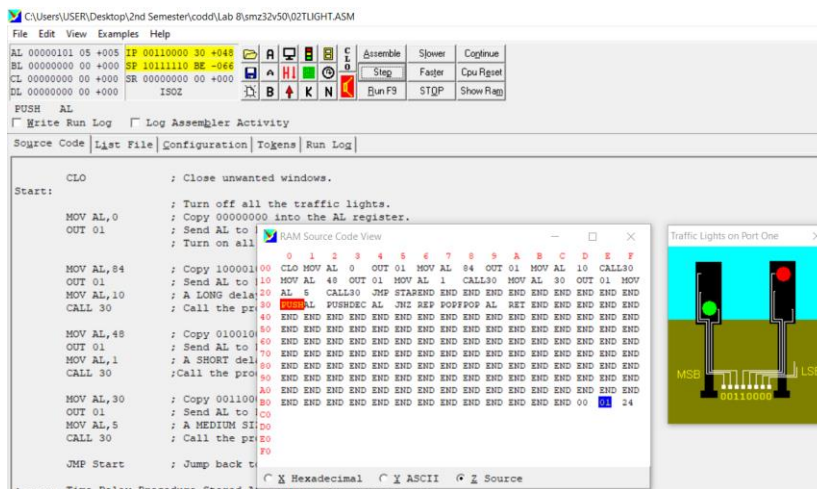 C:\Users\USER\Desktop\2nd Semester\codd\Lab 8\smz32v50\02TLIGHT.ASM
File Edit View Examples Help
AL 00000101 05 +005 IP 00110000 30 +048
BL 00000000 00 +000 SP 10111110 BE -066
CL 00000000 00 +000 SR 00000000 00 +000
DL 00000000 00 +000 ISOZ
A H↓ B K N
CLO
Assemble Slower Continue
Step Faster Cpu Reset
Run F9 STOP Show Ram
PUSH AL
Write Run Log Log Assembler Activity
Source Code List File Configuration Tokens Run Log
CLO ; Close unwanted windows.
Start:
; Turn off all the traffic lights.
MOV AL,0 ; Copy 00000000 into the AL register.
OUT 01 ; Send AL to
; Turn on all
MOV AL,84 ; Copy 100001
OUT 01 ; Send AL to
MOV AL,10 ; A LONG dela
CALL 30 ; Call the pro
MOV AL,48 ; Copy 010010
OUT 01 ; Send AL to
MOV AL,1 ; A SHORT del
CALL 30 ;Call the pro
MOV AL,30 ; Copy 001100
OUT 01 ; Send AL to
MOV AL,5 ; A MEDIUM SI
CALL 30 ; Call the pr
JMP Start ; Jump back t
RAM Source Code View
0 1 2 3 4 5 6 7 8 9 A B C D E F
00 CLO MOV AL 0 OUT 01 MOV AL 84 OUT 01 MOV AL 10 CALL30
10 MOV AL 48 OUT 01 MOV AL 1 CALL30 MOV AL 30 OUT 01 MOV
20 AL 5 CALL30 JMP STAREND END END END END END END END END
30 PUSHAL PUSHDEC AL JNZ REP POPFPOP AL RET END END END END
40 END END END END END END END END END END END END END END END END
50 END END END END END END END END END END END END END END END END
60 END END END END END END END END END END END END END END END END
70 END END END END END END END END END END END END END END END END
80 END END END END END END END END END END END END END END END END
90 END END END END END END END END END END END END END END END END
A0 END END END END END END END END END END END END END END END END
B0 END END END END END END END END END END END END END 00 01 24
C0
D0
E0
F0
X Hexadecimal Y ASCII Z Source
Traffic Lights on Port One
MSB LSB
00110000